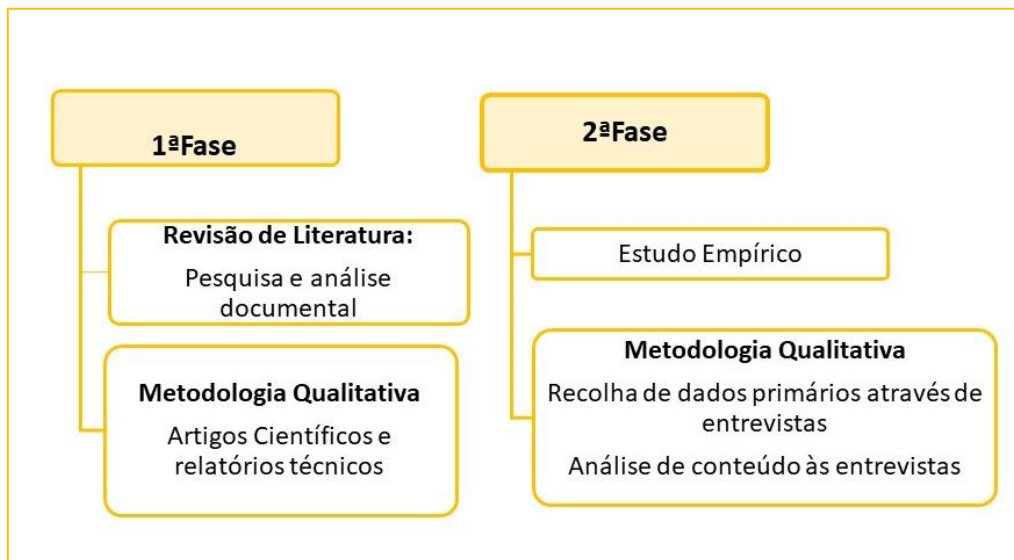 1ªFase
Revisão de Literatura:
Pesquisa e análise
documental
Metodologia Qualitativa
Artigos Científicos e
relatórios técnicos
2ªFase
Estudo Empírico
Metodologia Qualitativa
Recolha de dados primários através de
entrevistas
Análise de conteúdo às entrevistas